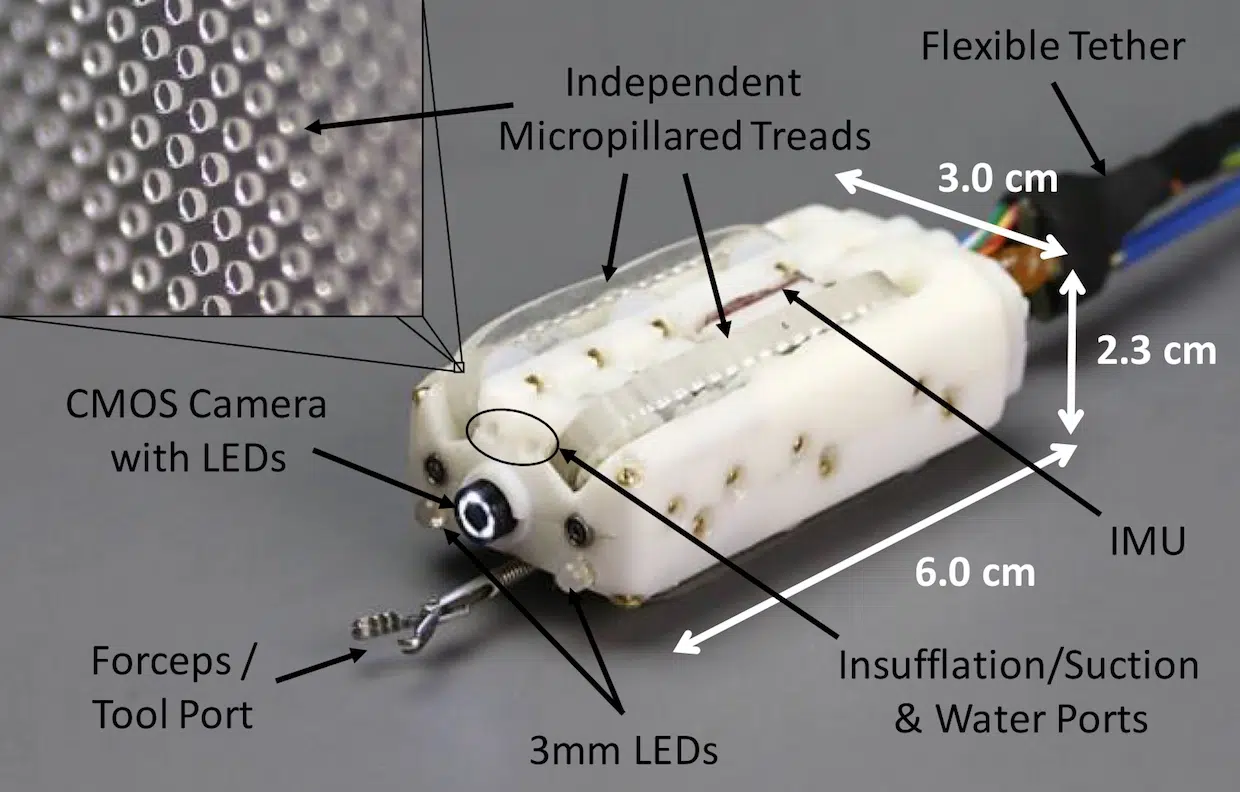 Flexible Tether
Independent
Micropillared Treads
3.0 cm
2.3 cm
CMOS Camera
with LEDs
IMU
6.0 cm
Forceps /
Tool Port
Insufflation/Suction
& Water Ports
3mm LEDs